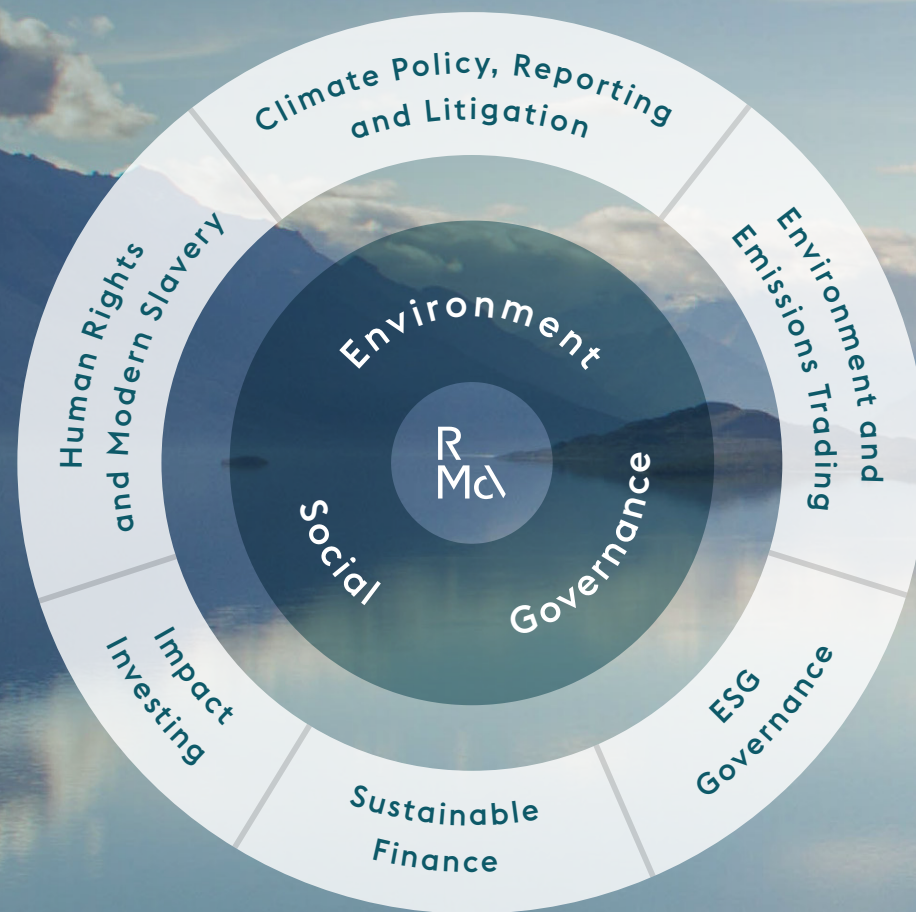 Climate Policy, Reporting
and Litigation
Environment and
Emissions Trading
ESG
Governance
Sustainable
Finance
Impact
Investing
Human Rights
and Modern Slavery
Environment
Governance
Social
R
Mc